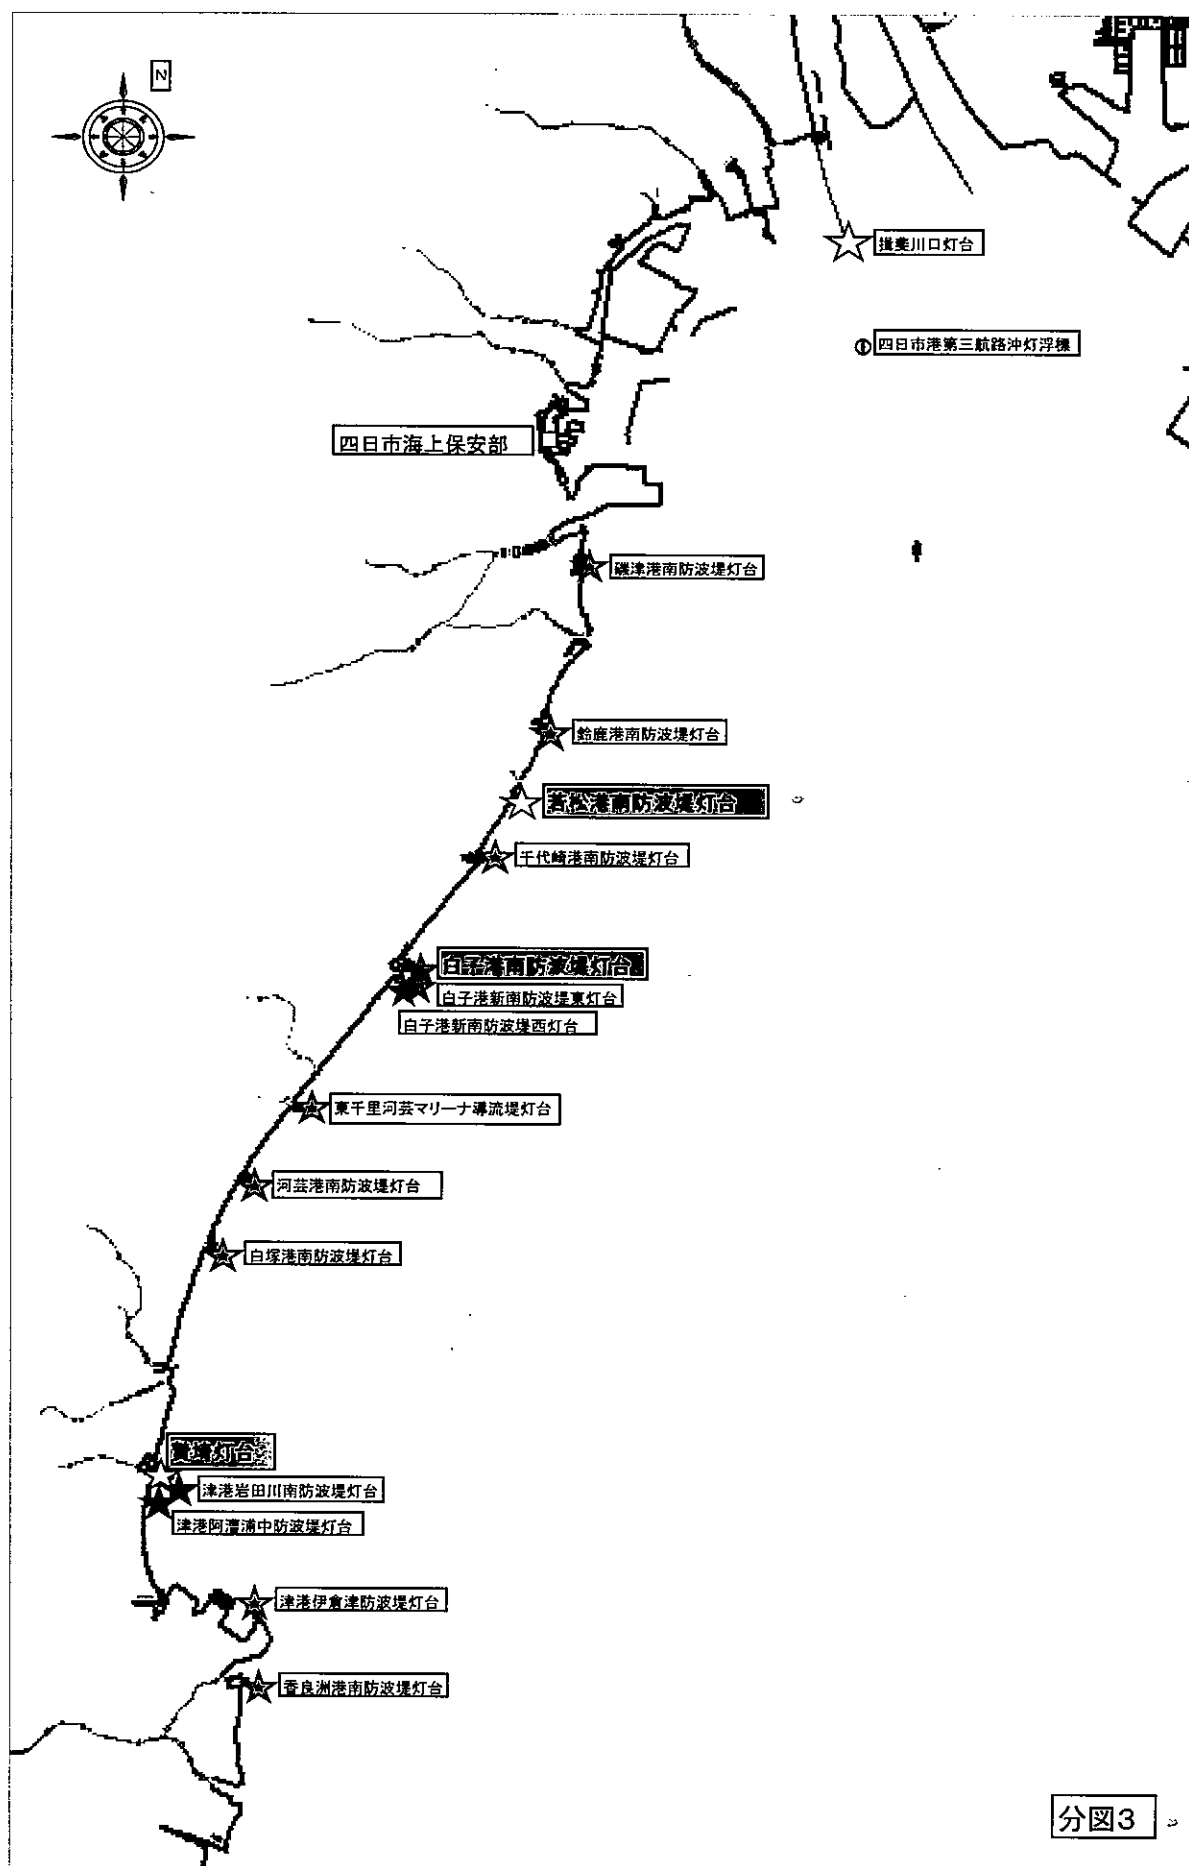 N
揖斐川口灯台
四日市港第三航路沖灯浮標
四日市海上保安部
磯津港南防波堤灯台
鈴鹿港南防波堤灯台
若松港南防波堤灯台
千代崎港南防波堤灯台
白子港南防波堤灯台
白子港新南防波堤東灯台
白子港新南防波堤西灯台
東千里河芸マリーナ導流堤灯台
河芸港南防波堤灯台
白塚港南防波堤灯台
贄埼灯台
津港岩田川南防波堤灯台
津港阿漕浦中防波堤灯台
津港伊倉津防波堤灯台
香良洲港南防波堤灯台
分図3